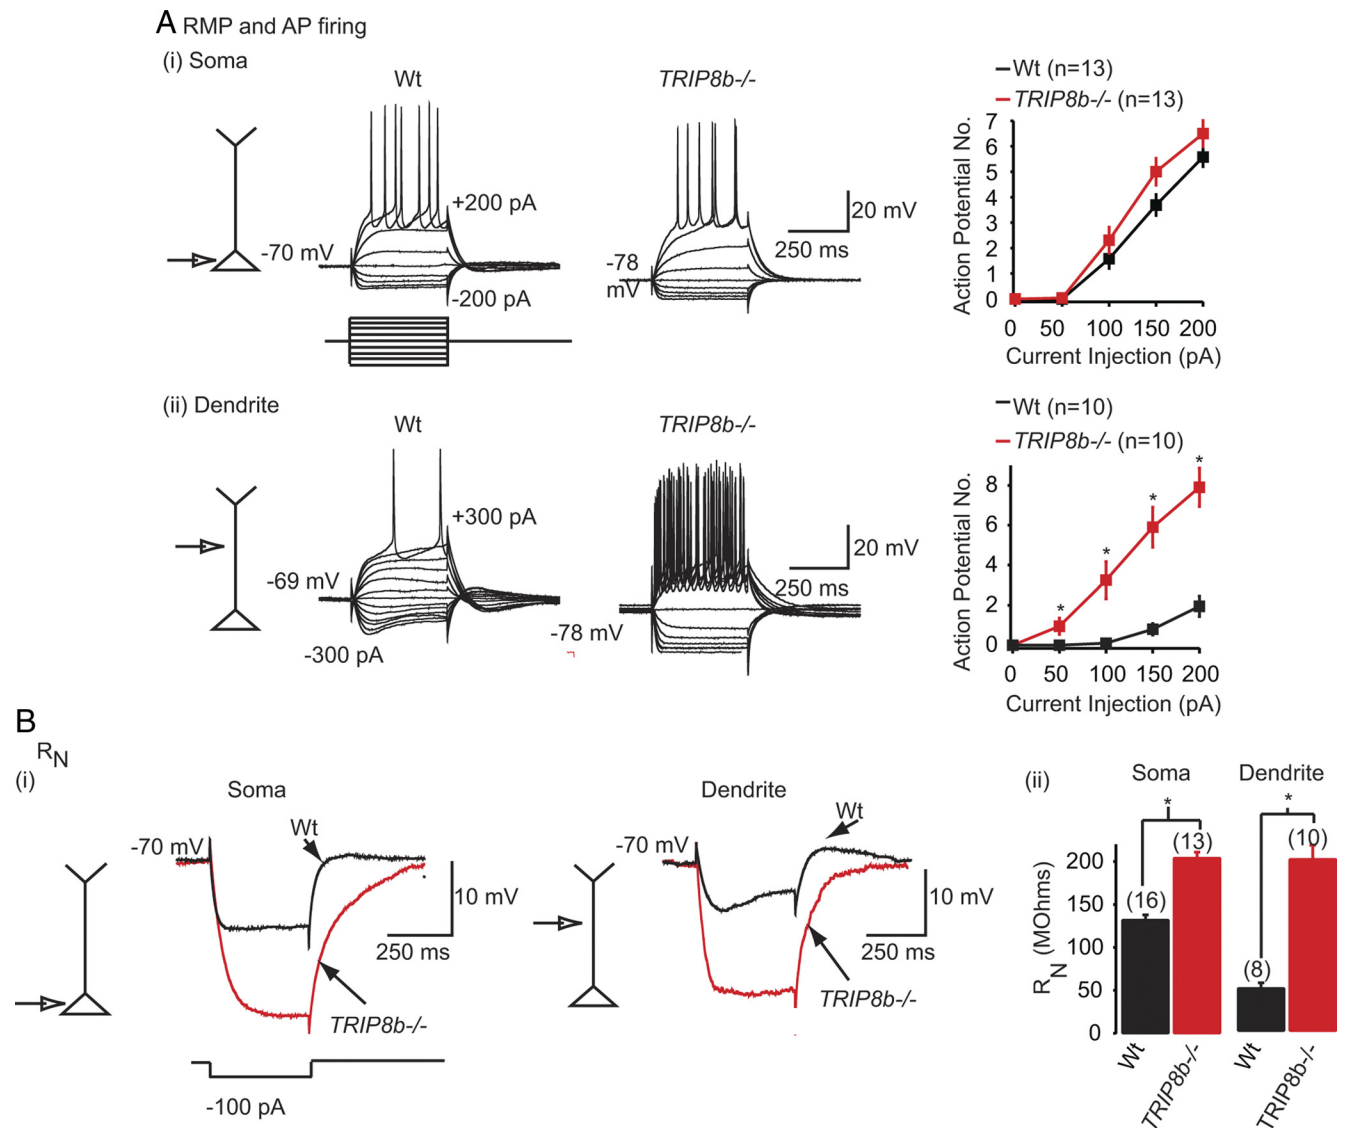 A RMP and AP firing
(i) Soma
Wt
TRIP8b-/-
Wt (n=13)
TRIP8b-/- (n=13)
+200 pA
-70 mV
-200 pA
-78
mV
20 mV
250 ms
Action Potential No.
7
6
5
4
3
2
1
0
0 50 100 150 200
Current Injection (pA)
(ii) Dendrite
Wt
TRIP8b-/-
Wt (n=10)
TRIP8b-/- (n=10)
+300 pA
-69 mV
-300 pA
-78 mV
20 mV
250 ms
Action Potential No.
8
6
4
2
0
* * * *
0 50 100 150 200
Current Injection (pA)
B
RN
(i)
Soma
Wt
-70 mV
10 mV
250 ms
TRIP8b-/-
-100 pA
Dendrite
Wt
-70 mV
10 mV
250 ms
TRIP8b-/-
(ii)
Soma Dendrite
* *
(16) (13) (8) (10)
RN (MOhms)
200
150
100
50
0
Wt TRIP8b-/- Wt TRIP8b-/-